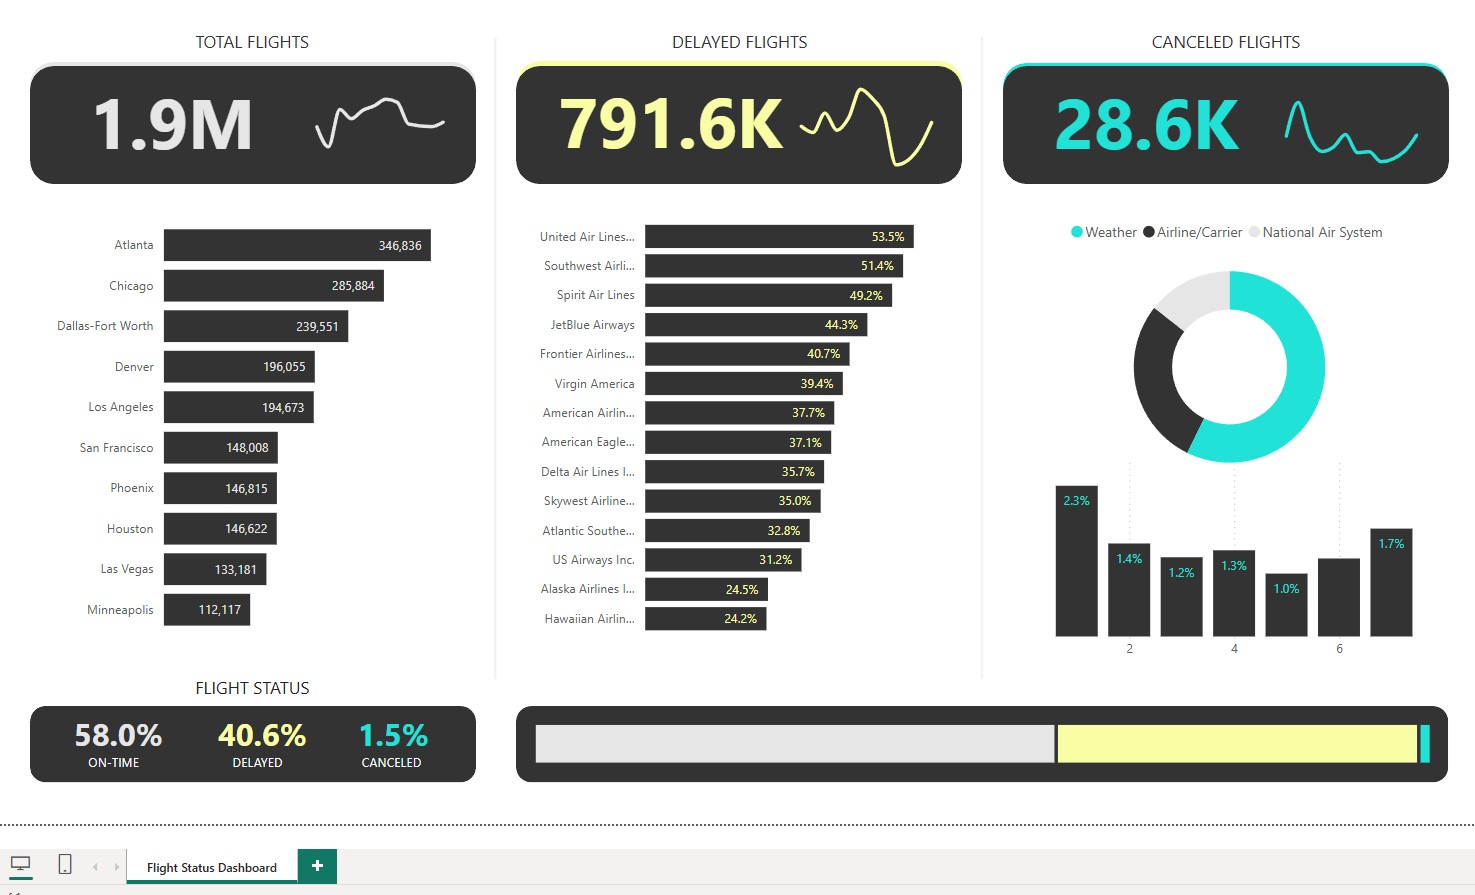 TOTAL FLIGHTS
1.9M
DELAYED FLIGHTS
791.6K
CANCELED FLIGHTS
28.6K
Atlanta 346,836
Chicago 285,884
Dallas-Fort Worth 239,551
Denver 196,055
Los Angeles 194,673
San Francisco 148,008
Phoenix 146,815
Houston 146,622
Las Vegas 133,181
Minneapolis 112,117
United Air Lines... 53.5%
Southwest Airli... 51.4%
Spirit Air Lines 49.2%
JetBlue Airways 44.3%
Frontier Airlines... 40.7%
Virgin America 39.4%
American Airlin... 37.7%
American Eagle... 37.1%
Delta Air Lines I... 35.7%
Skywest Airline... 35.0%
Atlantic Southe... 32.8%
US Airways Inc. 31.2%
Alaska Airlines I... 24.5%
Hawaiian Airlin... 24.2%
Weather Airline/Carrier National Air System
2.3% 1.4% 1.2% 1.3% 1.0% 1.7%
2 4 6
FLIGHT STATUS
58.0% 40.6% 1.5%
ON-TIME DELAYED CANCELED
Flight Status Dashboard +